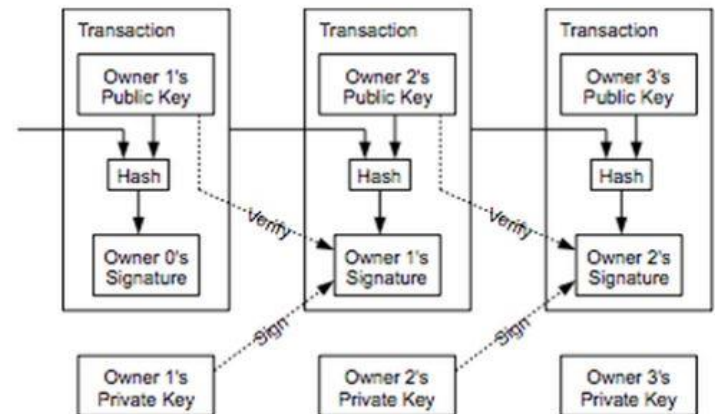 Transaction
Transaction
Transaction
Owner 1's
Public Key
Owner 2's
Public Key
Owner 3's
Public Key
Hash
Hash
Hash
Verify
Verify
Owner 0's
Signature
Owner 1's
Signature
Owner 2's
Signature
Sign
Sign
Owner 1's
Private Key
Owner 2's
Private Key
Owner 3's
Private Key